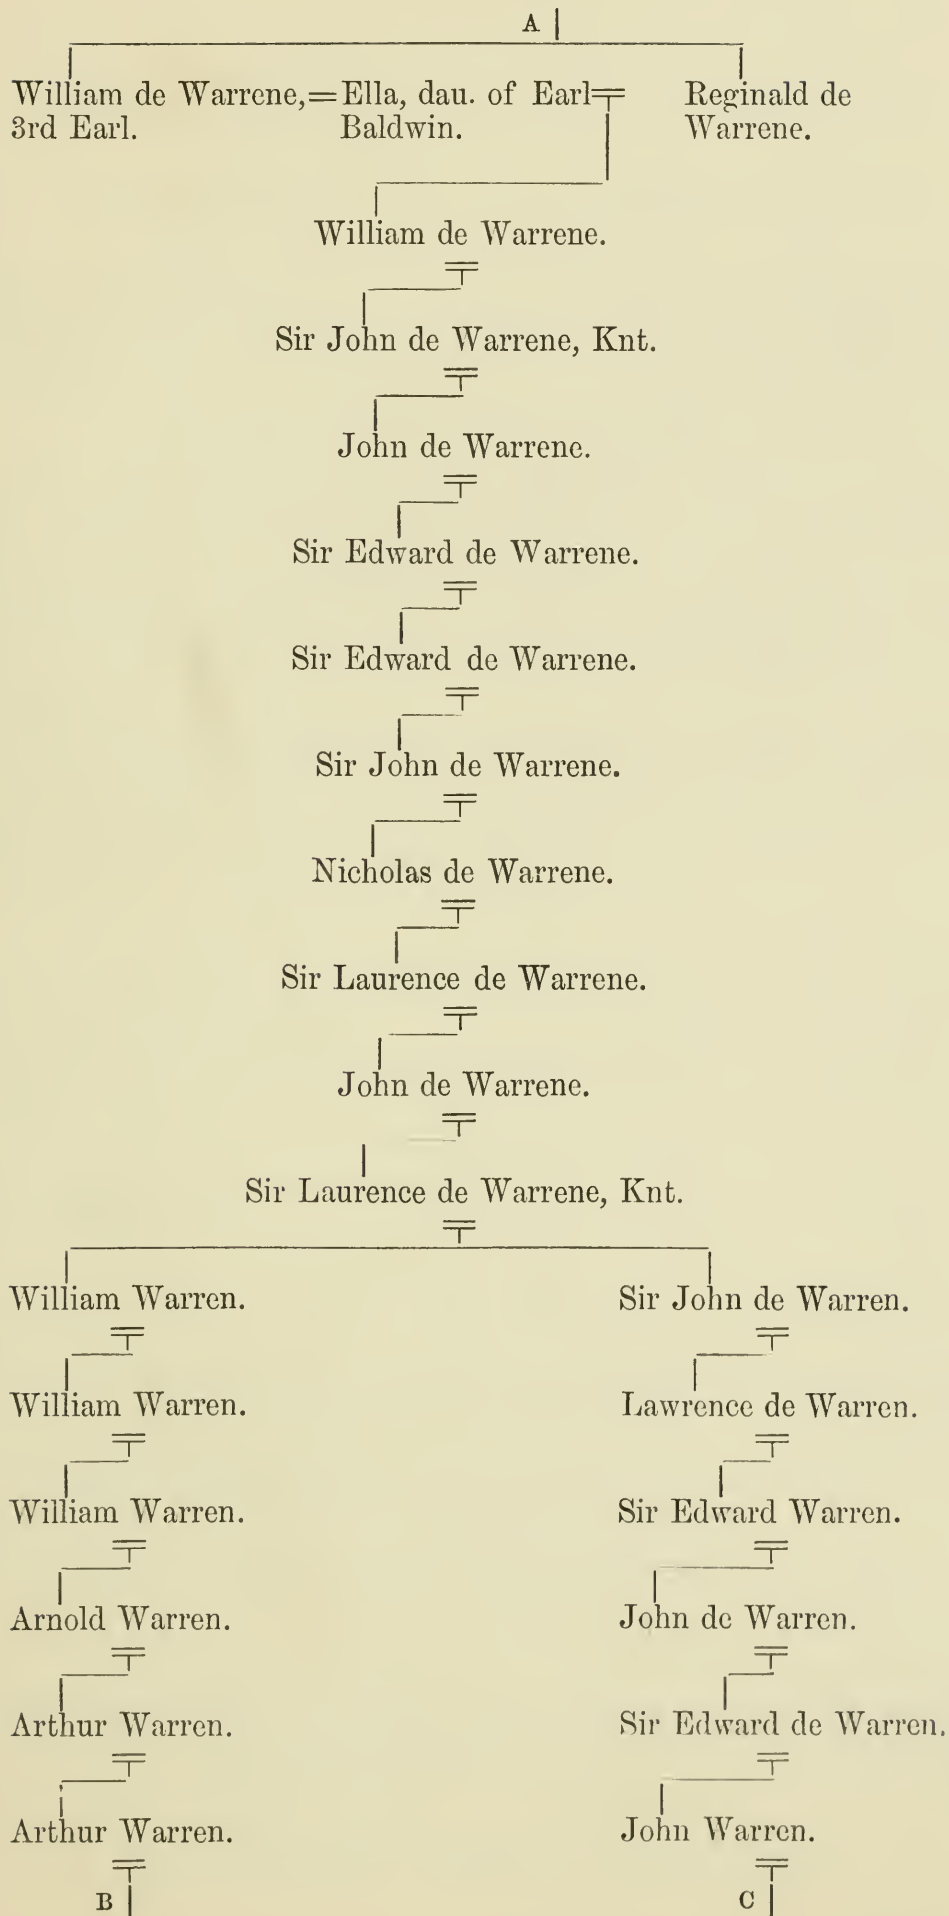 A
William de Warrene,=Ella, dau. of Earl= Reginald de
3rd Earl. Baldwin. Warrene.
William de Warrene.
Sir John de Warrene, Knt.
John de Warrene.
Sir Edward de Warrene.
Sir Edward de Warrene.
Sir John de Warrene.
Nicholas de Warrene.
Sir Laurence de Warrene.
John de Warrene.
Sir Laurence de Warrene, Knt.
William Warren. Sir John de Warren.
William Warren. Lawrence de Warren.
William Warren. Sir Edward Warren.
Arnold Warren. John de Warren.
Arthur Warren. Sir Edward de Warren.
Arthur Warren. John Warren.
B C